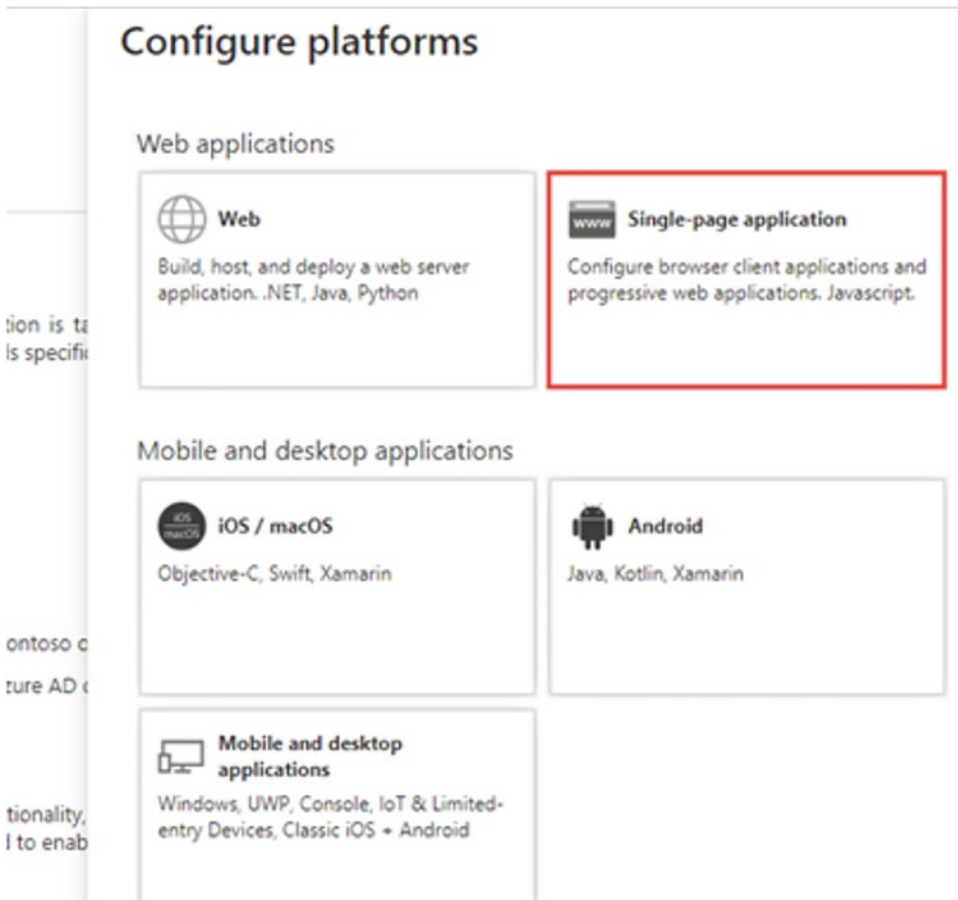 Configure platforms
Web applications
Web
Build, host, and deploy a web server
application. .NET, Java, Python
www
Single-page application
Configure browser client applications and
progressive web applications. Javascript.
tion is ta
ls specific
Mobile and desktop applications
iOS
macOS
iOS / macOS
Objective-C, Swift, Xamarin
Android
Java, Kotlin, Xamarin
ontoso o
zure AD
Mobile and desktop
applications
Windows, UWP, Console, IoT & Limited-
entry Devices, Classic iOS + Android
tionality,
d to enab